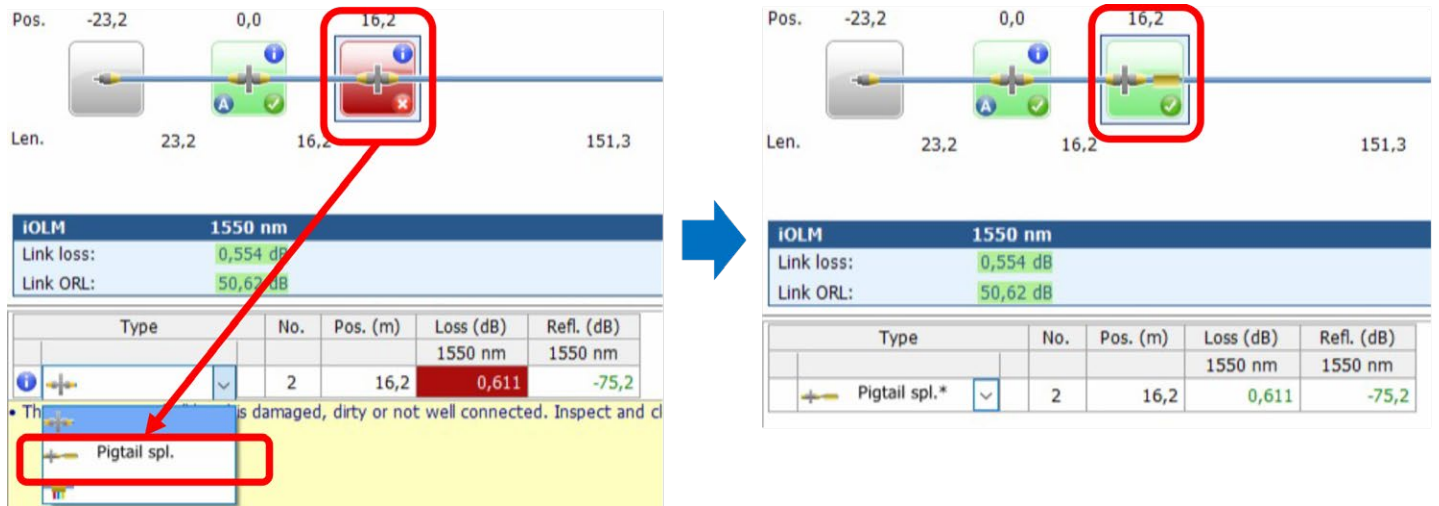 Pos. -23,2 0,0 16,2
A
Len. 23,2 16,2 151,3
iOLM 1550 nm
Link loss: 0,554 dB
Link ORL: 50,62 dB
Type No. Pos. (m) Loss (dB) Refl. (dB)
1550 nm 1550 nm
2 16,2 0,611 -75,2
• Th is damaged, dirty or not well connected. Inspect and cl
Pigtail spl.
Pos. -23,2 0,0 16,2
A
Len. 23,2 16,2 151,3
iOLM 1550 nm
Link loss: 0,554 dB
Link ORL: 50,62 dB
Type No. Pos. (m) Loss (dB) Refl. (dB)
1550 nm 1550 nm
Pigtail spl.* 2 16,2 0,611 -75,2